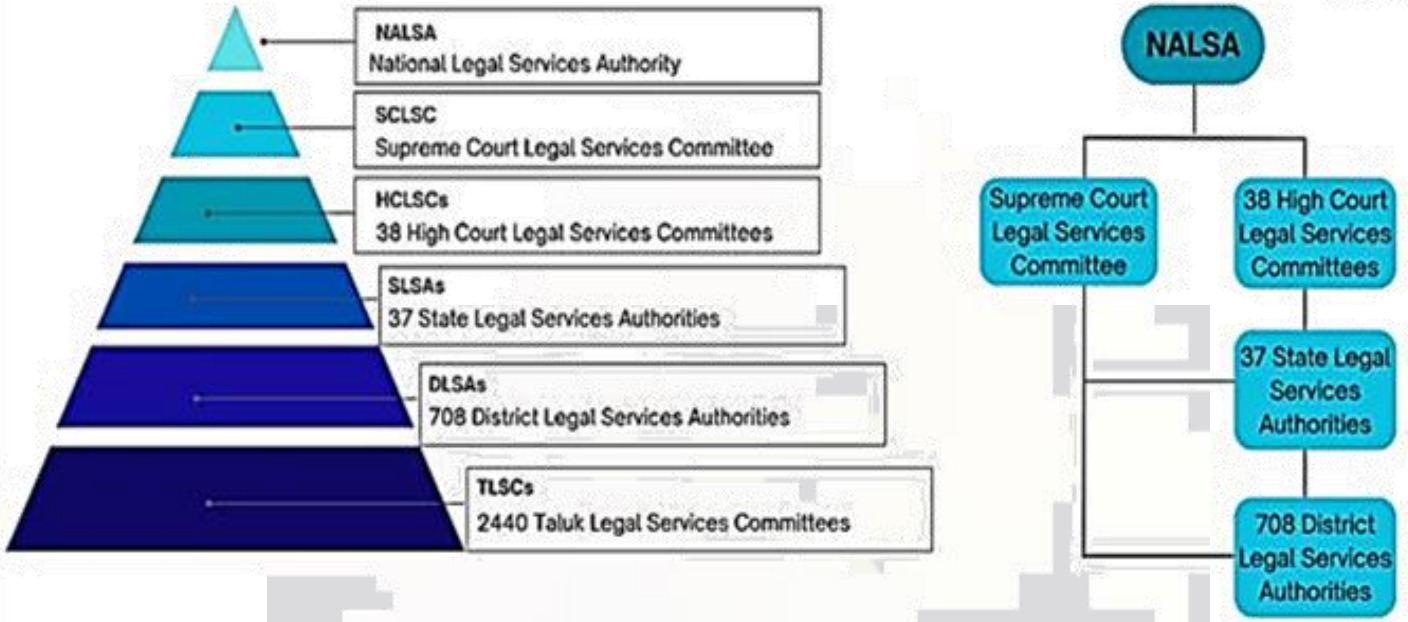 NALSA
National Legal Services Authority
SCLSC
Supreme Court Legal Services Committee
HCLSCs
38 High Court Legal Services Committees
SLSAs
37 State Legal Services Authorities
DLSAs
708 District Legal Services Authorities
TLSCs
2440 Taluk Legal Services Committees
NALSA
Supreme Court
Legal Services
Committee
38 High Court
Legal Services
Committees
37 State Legal
Services
Authorities
708 District
Legal Services
Authorities